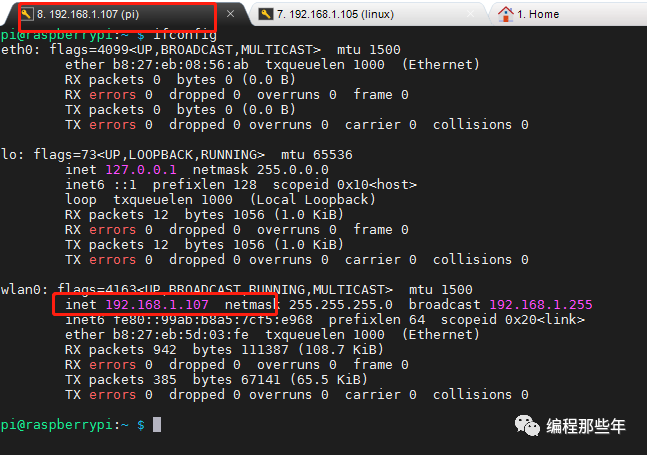 8. 192.168.1.107 (pi)
7. 192.168.1.105 (linux)
1. Home
pi@raspberrypi:~ $ ifconfig
eth0: flags=4099<UP,BROADCAST,MULTICAST>  mtu 1500
ether b8:27:eb:08:56:ab  txqueuelen 1000  (Ethernet)
RX packets 0  bytes 0 (0.0 B)
RX errors 0  dropped 0  overruns 0  frame 0
TX packets 0  bytes 0 (0.0 B)
TX errors 0  dropped 0 overruns 0  carrier 0  collisions 0
lo: flags=73<UP,LOOPBACK,RUNNING>  mtu 65536
inet 127.0.0.1  netmask 255.0.0.0
inet6 ::1  prefixlen 128  scopeid 0x10<host>
loop  txqueuelen 1000  (Local Loopback)
RX packets 12  bytes 1056 (1.0 KiB)
RX errors 0  dropped 0  overruns 0  frame 0
TX packets 12  bytes 1056 (1.0 KiB)
TX errors 0  dropped 0 overruns 0  carrier 0  collisions 0
wlan0: flags=4163<UP,BROADCAST,RUNNING,MULTICAST>  mtu 1500
inet 192.168.1.107  netmask 255.255.255.0  broadcast 192.168.1.255
inet6 fe80::99ab:b8a5:7cf5:e968  prefixlen 64  scopeid 0x20<link>
ether b8:27:eb:5d:03:fe  txqueuelen 1000  (Ethernet)
RX packets 942  bytes 111387 (108.7 KiB)
RX errors 0  dropped 0  overruns 0  frame 0
TX packets 385  bytes 67141 (65.5 KiB)
TX errors 0  dropped 0 overruns 0  carrier 0  collisions 0
pi@raspberrypi:~ $
编程那些年